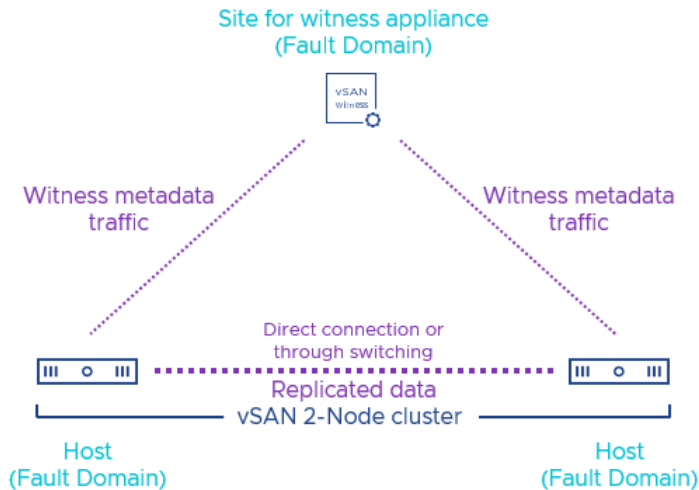 Site for witness appliance
(Fault Domain)
vSAN
Witness
Witness metadata
traffic
Witness metadata
traffic
Direct connection or
through switching
Replicated data
vSAN 2-Node cluster
Host
(Fault Domain)
Host
(Fault Domain)